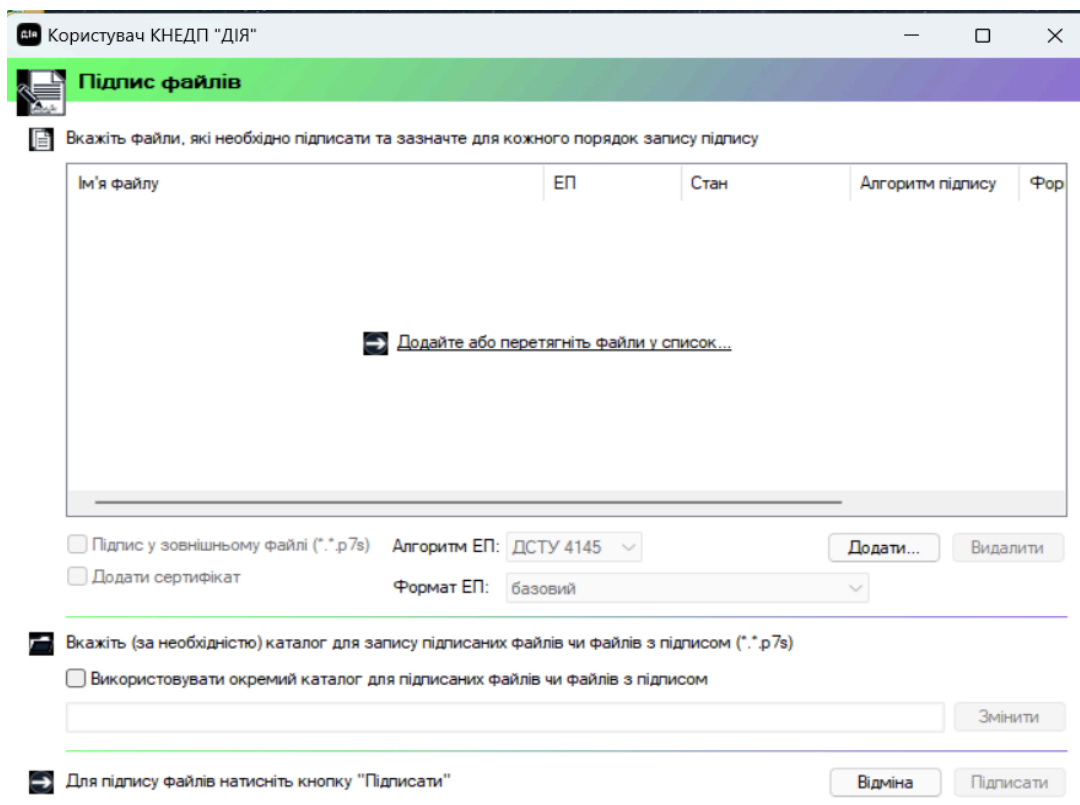 Дія Користувач КНЕДП "ДІЯ"
Підпис файлів
Вкажіть файли, які необхідно підписати та зазначте для кожного порядок запису підпису
Ім'я файлу ЕП Стан Алгоритм підпису Фор
Додайте або перетягніть файли у список...
Підпис у зовнішньому файлі (*.*.p7s) Алгоритм ЕП: ДСТУ 4145 Додати... Видалити
Додати сертифікат
Формат ЕП: базовий
Вкажіть (за необхідністю) каталог для запису підписаних файлів чи файлів з підписом (*.*.p7s)
Використовувати окремий каталог для підписаних файлів чи файлів з підписом
Змінити
Для підпису файлів натисніть кнопку "Підписати" Відміна Підписати